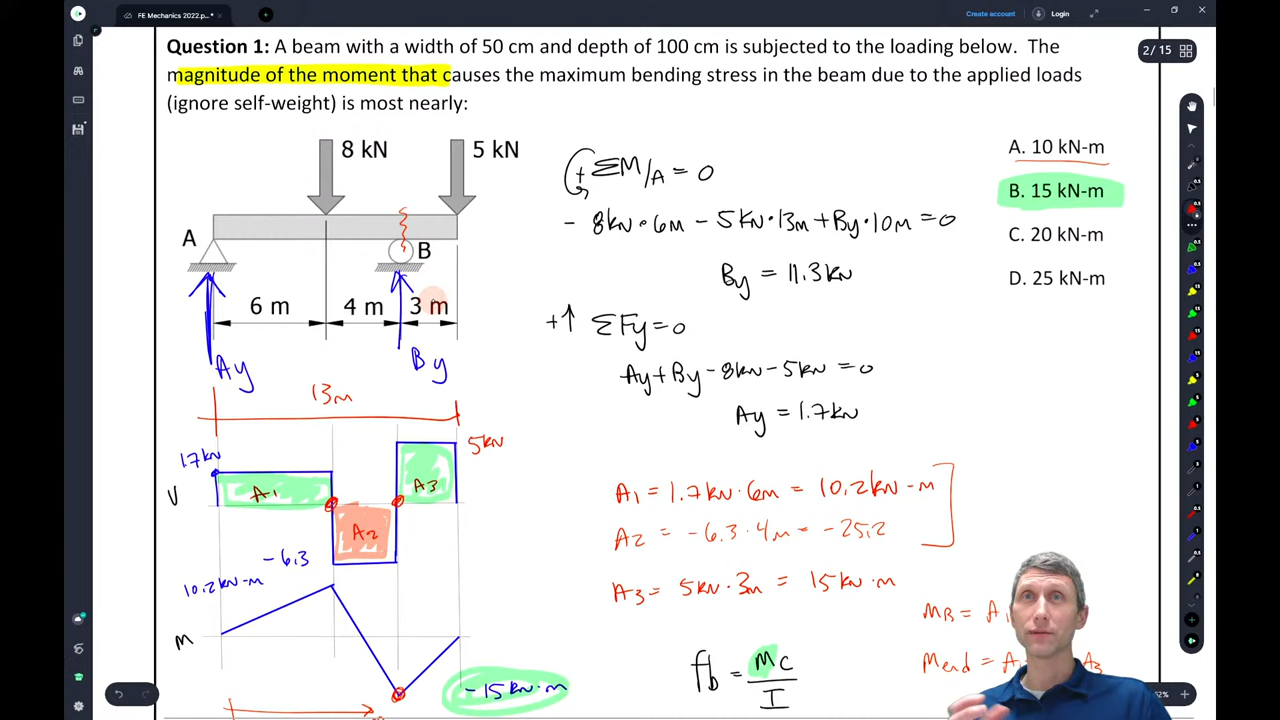 FE Mechanics 2022.p...*
Create account
Login
Question 1: A beam with a width of 50 cm and depth of 100 cm is subjected to the loading below. The
magnitude of the moment that causes the maximum bending stress in the beam due to the applied loads
(ignore self-weight) is most nearly:
2/15
8 kN
5 kN
A
B
6 m
4 m
3 m
Ay
By
13m
A. 10 kN-m
B. 15 kN-m
C. 20 kN-m
D. 25 kN-m
+ ΣM/A = 0
- 8kN·6m - 5kN·13m + By·10m = 0
By = 11.3kN
+↑ ΣFy = 0
Ay + By - 8kN - 5kN = 0
Ay = 1.7kN
1.7kN
5kN
V
A1
A2
A3
-6.3
10.2kN-m
M
-15kN·m
A1 = 1.7kN·6m = 10.2kN-m
A2 = -6.3·4m = -25.2
A3 = 5kN·3m = 15kN·m
MB = A
Mend = A
A3
fb = Mc
I